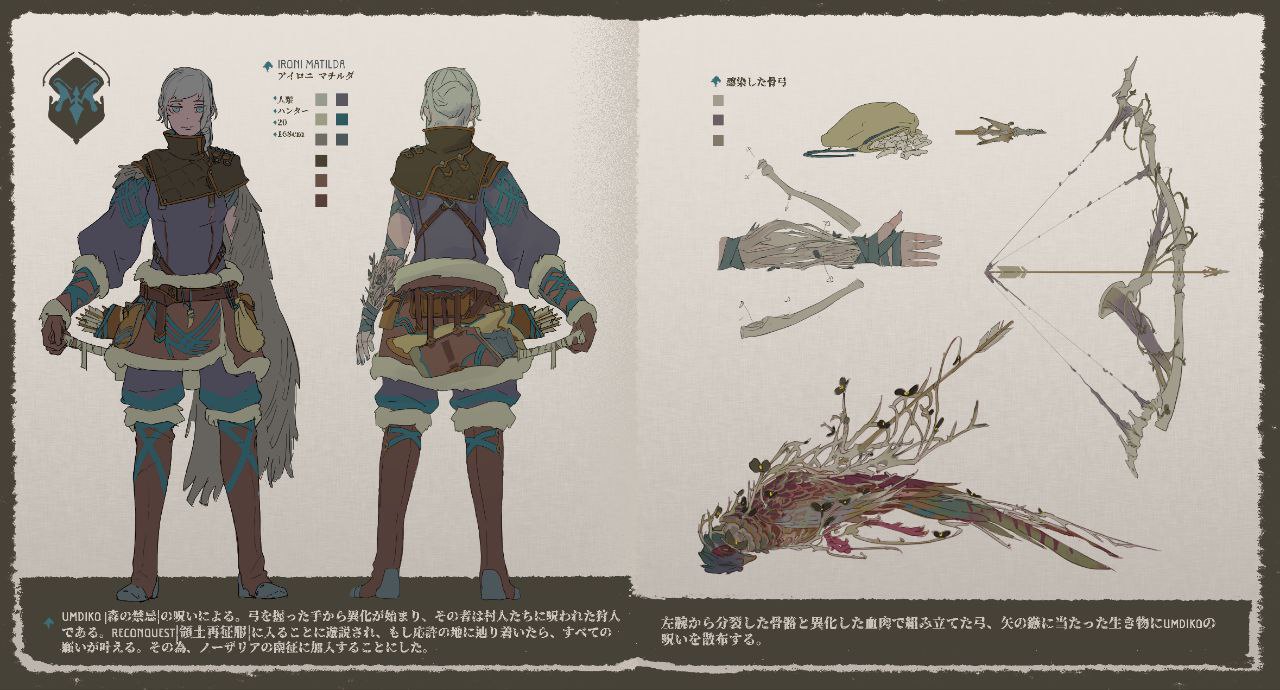 IRONI MATILDA
アイロニ マチルダ
人類
ハンター
20
168cm
UMDIKO|森の禁忌|の呪いによる。弓を握った手から異化が始まり、その者は村人たちに呪われた狩人
である。RECONQUEST|領土再征服|に入ることに遊説され、もし応許の地に辿り着いたら、すべての
願いが叶える。その為、ノーザリアの南征に加入することにした。
感染した骨弓
左腕から分裂した骨骼と異化した血肉で組み立てた弓、矢の鏃に当たった生き物にUMDIKOの
呪いを散布する。